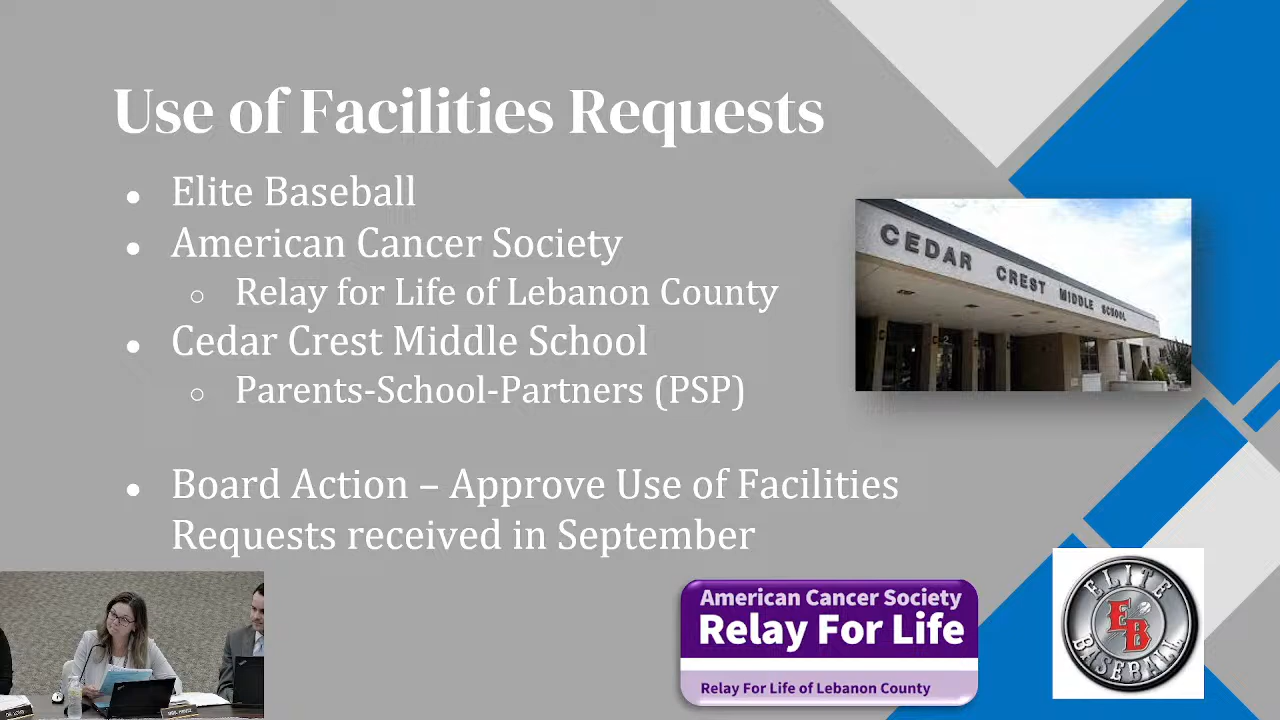 Use of Facilities Requests
• Elite Baseball
• American Cancer Society
○ Relay for Life of Lebanon County
• Cedar Crest Middle School
○ Parents-School-Partners (PSP)
• Board Action – Approve Use of Facilities
Requests received in September
CEDAR CREST MIDDLE SCHOOL
American Cancer Society
Relay For Life
Relay For Life of Lebanon County
ELITE
EB
BASEBALL